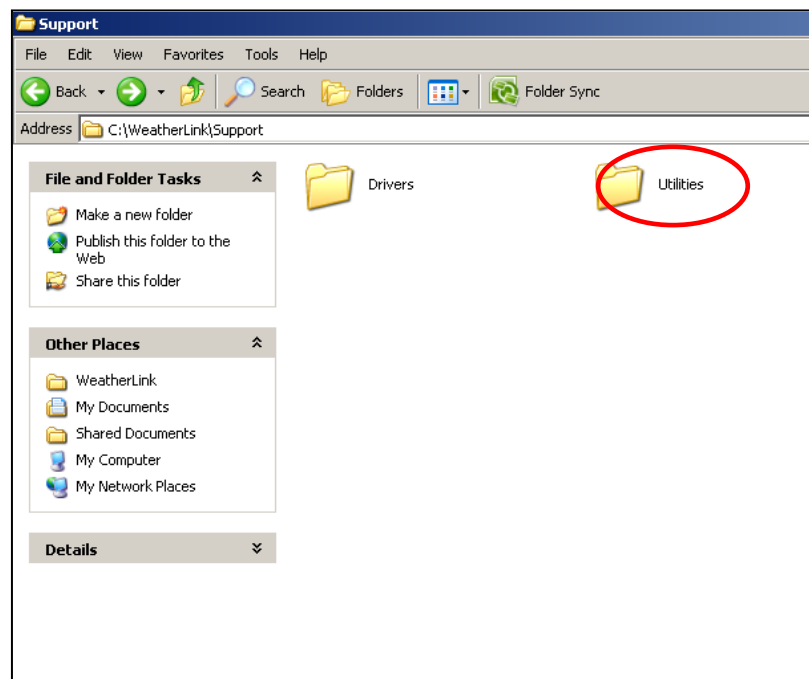 Support
File Edit View Favorites Tools Help
Back Search Folders Folder Sync
Address C:\WeatherLink\Support
File and Folder Tasks
Make a new folder
Publish this folder to the
Web
Share this folder
Other Places
WeatherLink
My Documents
Shared Documents
My Computer
My Network Places
Details
Drivers
Utilities